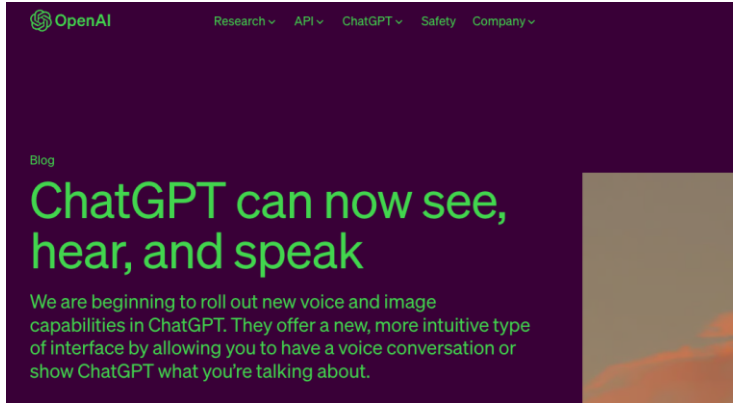 OpenAI Research API ChatGPT Safety Company
Blog
ChatGPT can now see,
hear, and speak
We are beginning to roll out new voice and image
capabilities in ChatGPT. They offer a new, more intuitive type
of interface by allowing you to have a voice conversation or
show ChatGPT what you're talking about.